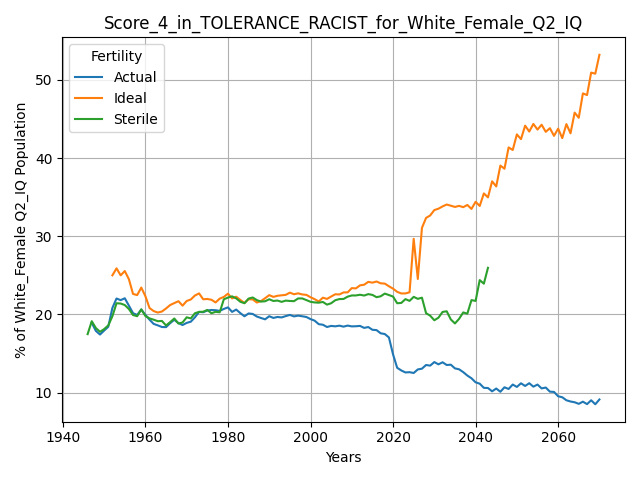 Score_4_in_TOLERANCE_RACIST_for_White_Female_Q2_IQ
Fertility
Actual
Ideal
Sterile
% of White_Female Q2_IQ Population
50
40
30
20
10
1940 1960 1980 2000 2020 2040 2060
Years